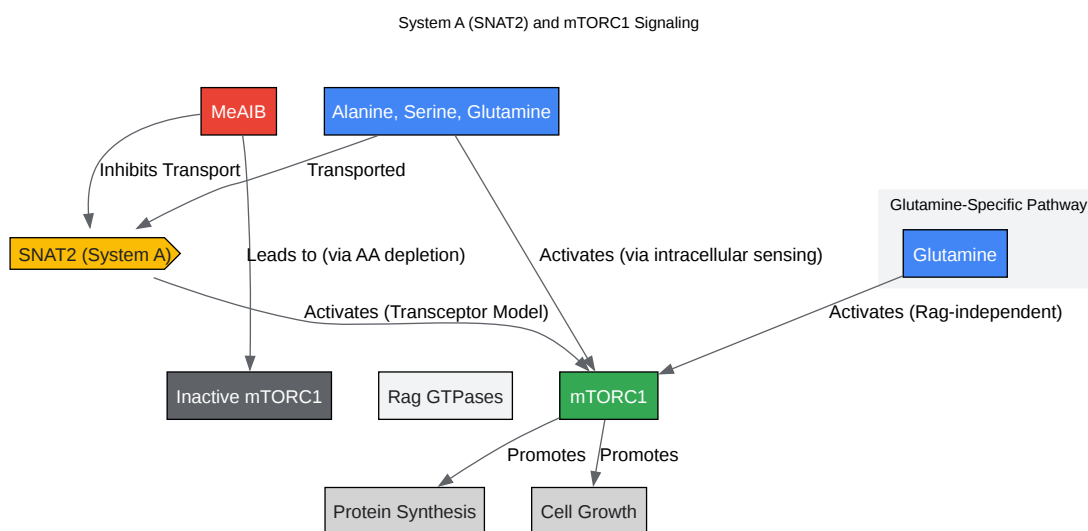 System A (SNAT2) and mTORC1 Signaling
MeAIB
Alanine, Serine, Glutamine
Inhibits Transport
Transported
Glutamine-Specific Pathway
SNAT2 (System A)
Leads to (via AA depletion)
Activates (via intracellular sensing)
Glutamine
Activates (Transceptor Model)
Activates (Rag-independent)
Inactive mTORC1
Rag GTPases
mTORC1
Promotes
Promotes
Protein Synthesis
Cell Growth